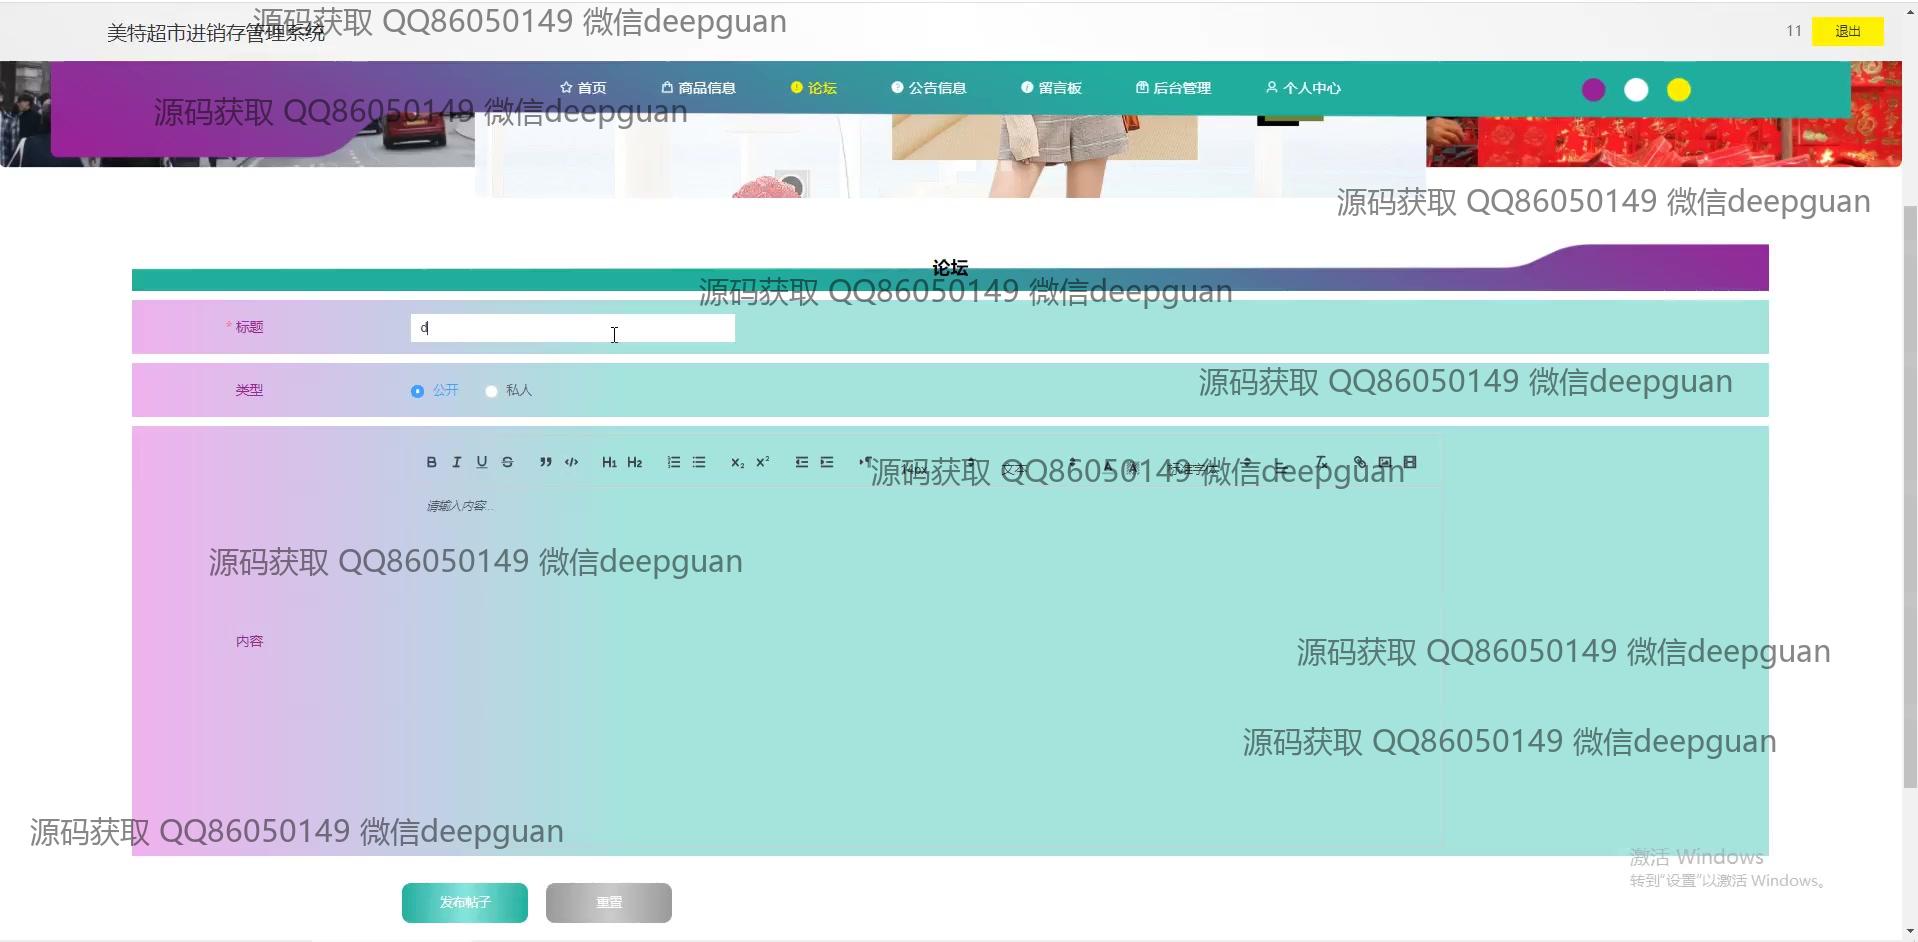 美特超市进销存管理系统
源码获取 QQ86050149 微信deepguan
11
退出
首页
商品信息
论坛
公告信息
留言板
后台管理
个人中心
源码获取 QQ86050149 微信deepguan
源码获取 QQ86050149 微信deepguan
论坛
源码获取 QQ86050149 微信deepguan
* 标题
d
类型
公开
私人
源码获取 QQ86050149 微信deepguan
B I U S H1 H2 X2 X2
14px
文本
标准字体
源码获取 QQ86050149 微信deepguan
请输入内容...
源码获取 QQ86050149 微信deepguan
内容
源码获取 QQ86050149 微信deepguan
源码获取 QQ86050149 微信deepguan
源码获取 QQ86050149 微信deepguan
激活 Windows
转到"设置"以激活 Windows。
发布帖子
重置